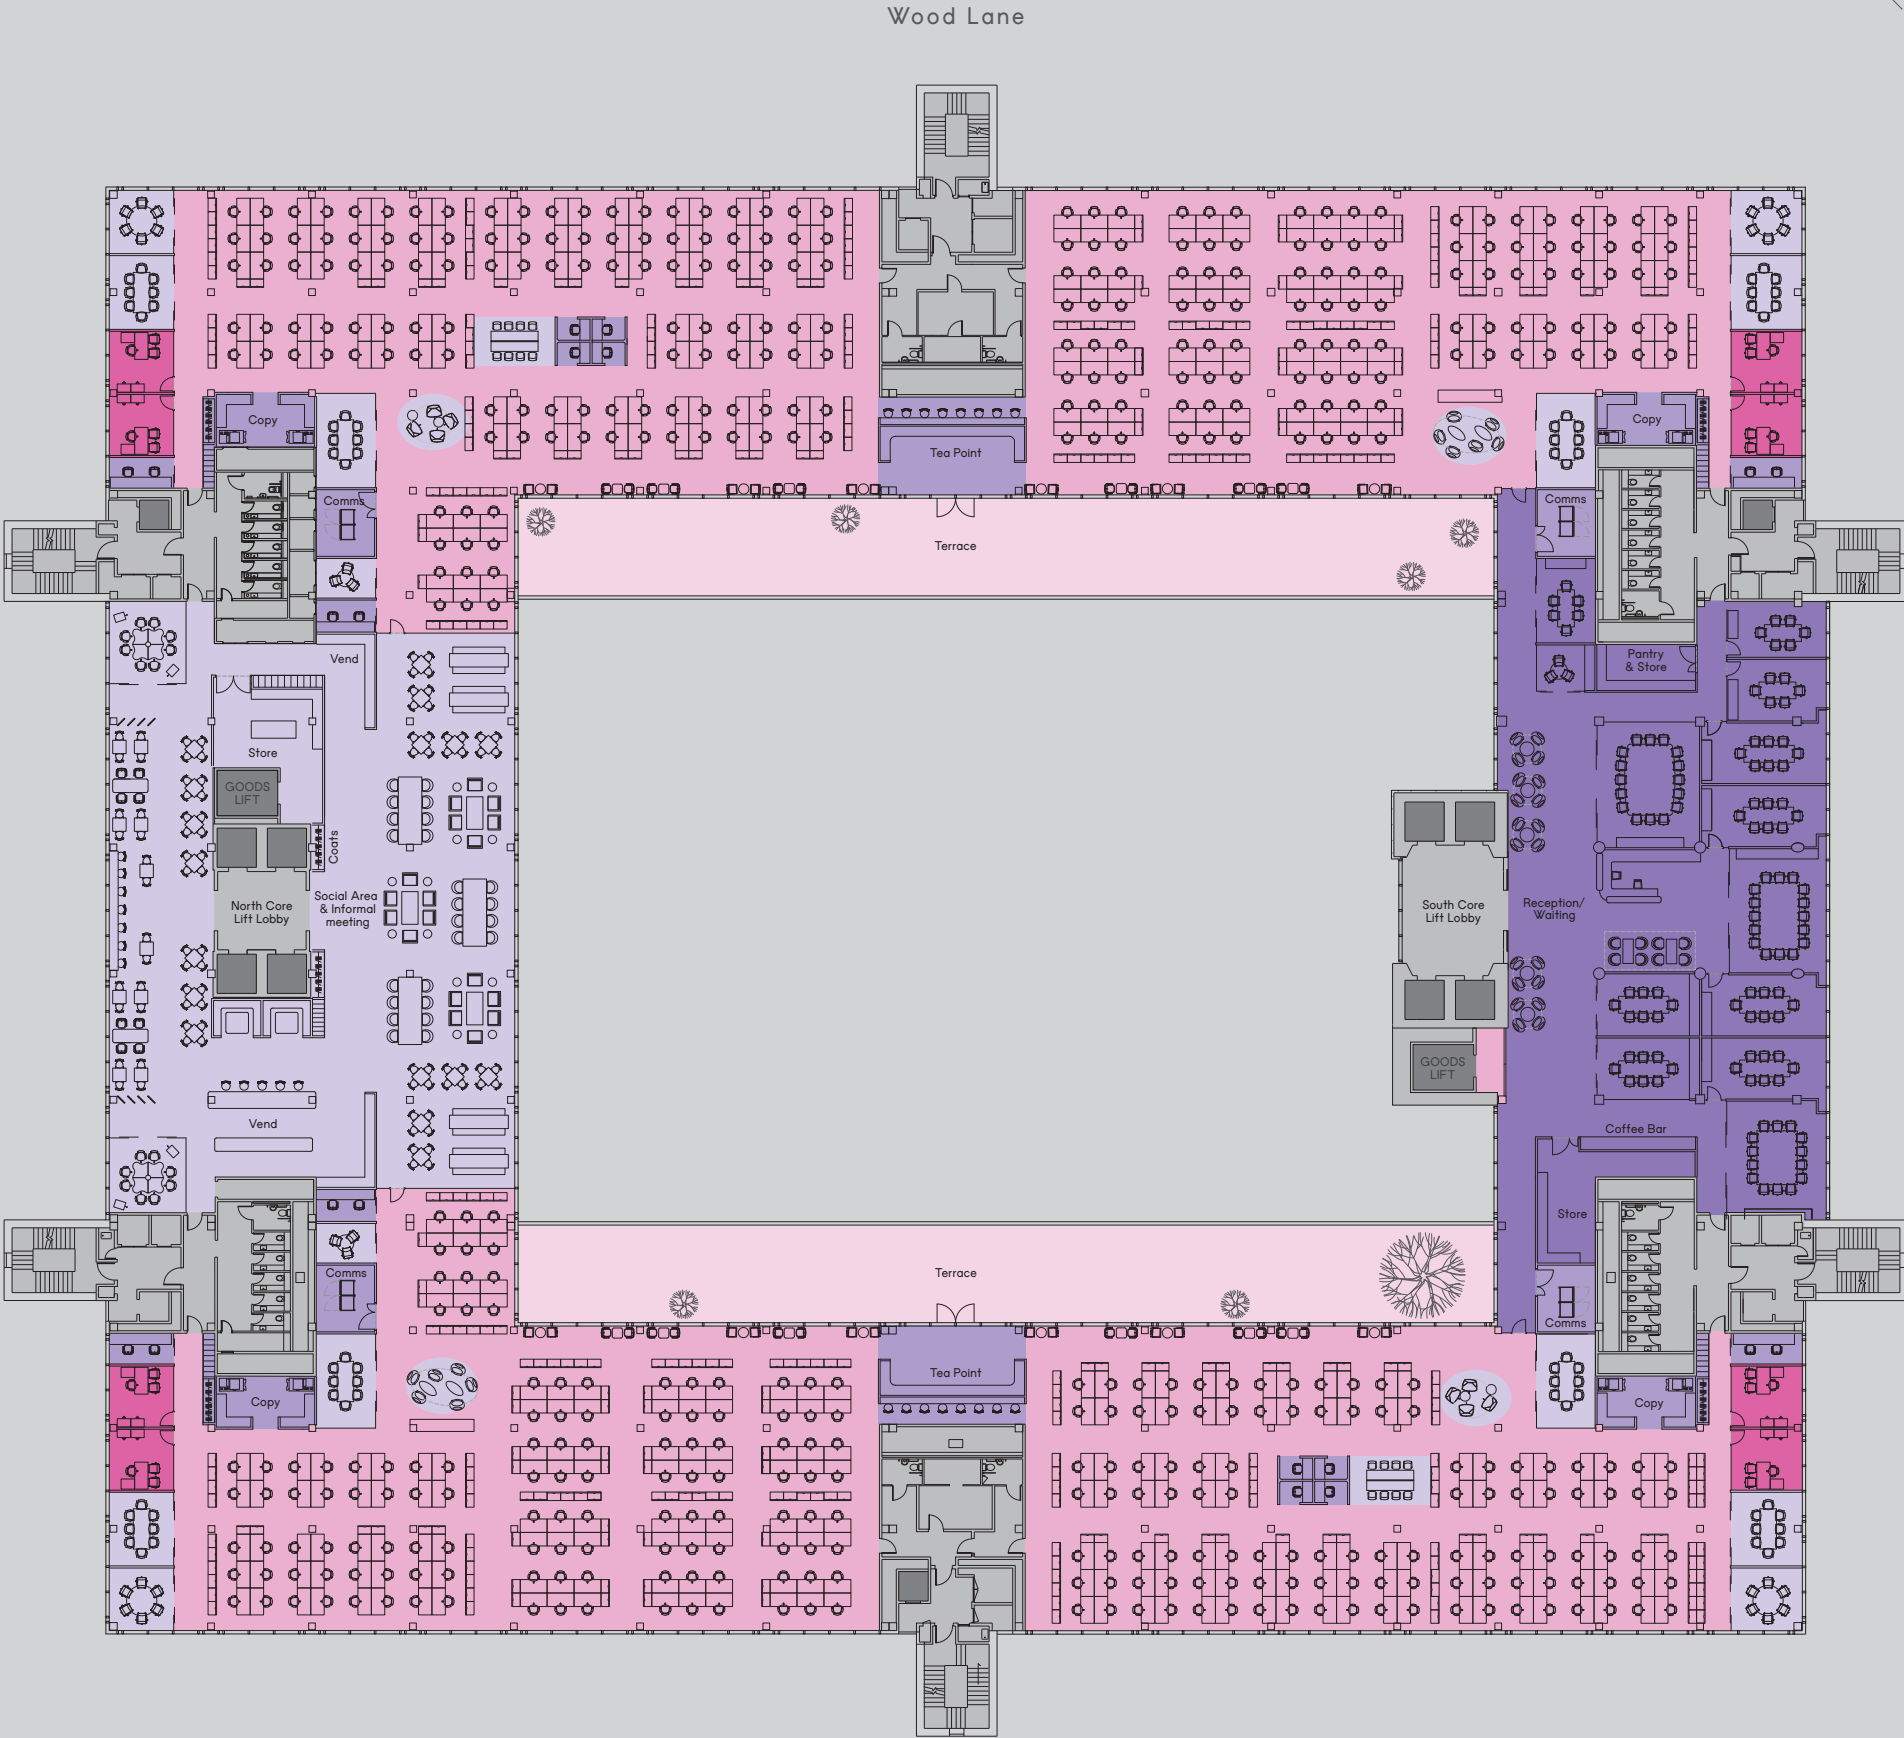 Wood Lane
Copy
Tea Point
Copy
Comms
Terrace
Comms
Vend
Pantry
& Store
Store
GOODS
LIFT
Coats
North Core
Lift Lobby
Social Area
& Informal
meeting
South Core
Lift Lobby
Reception/
Waiting
GOODS
LIFT
Vend
Coffee Bar
Store
Comms
Terrace
Comms
Copy
Tea Point
Copy